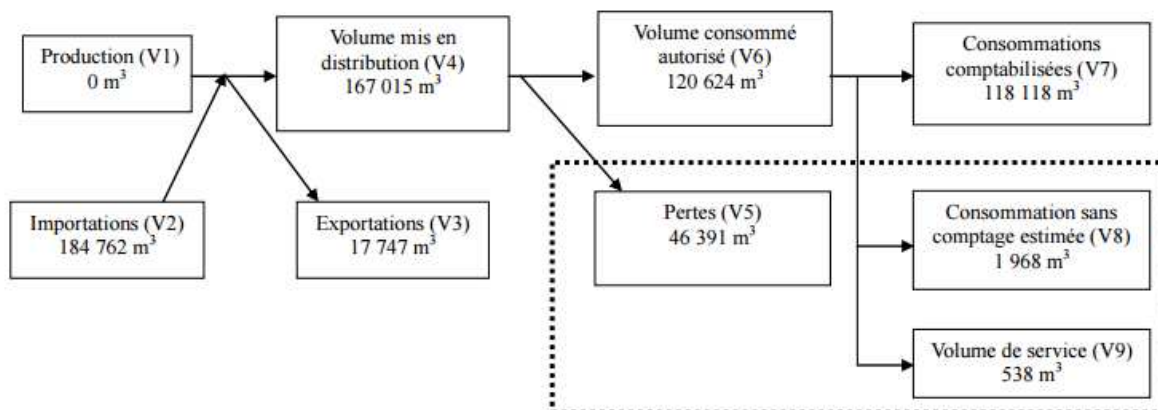 Production (V1)
0 m³
Volume mis en
distribution (V4)
167 015 m³
Volume consommé
autorisé (V6)
120 624 m³
Consommations
comptabilisées (V7)
118 118 m³
Importations (V2)
184 762 m³
Exportations (V3)
17 747 m³
Pertes (V5)
46 391 m³
Consommation sans
comptage estimée (V8)
1 968 m³
Volume de service (V9)
538 m³